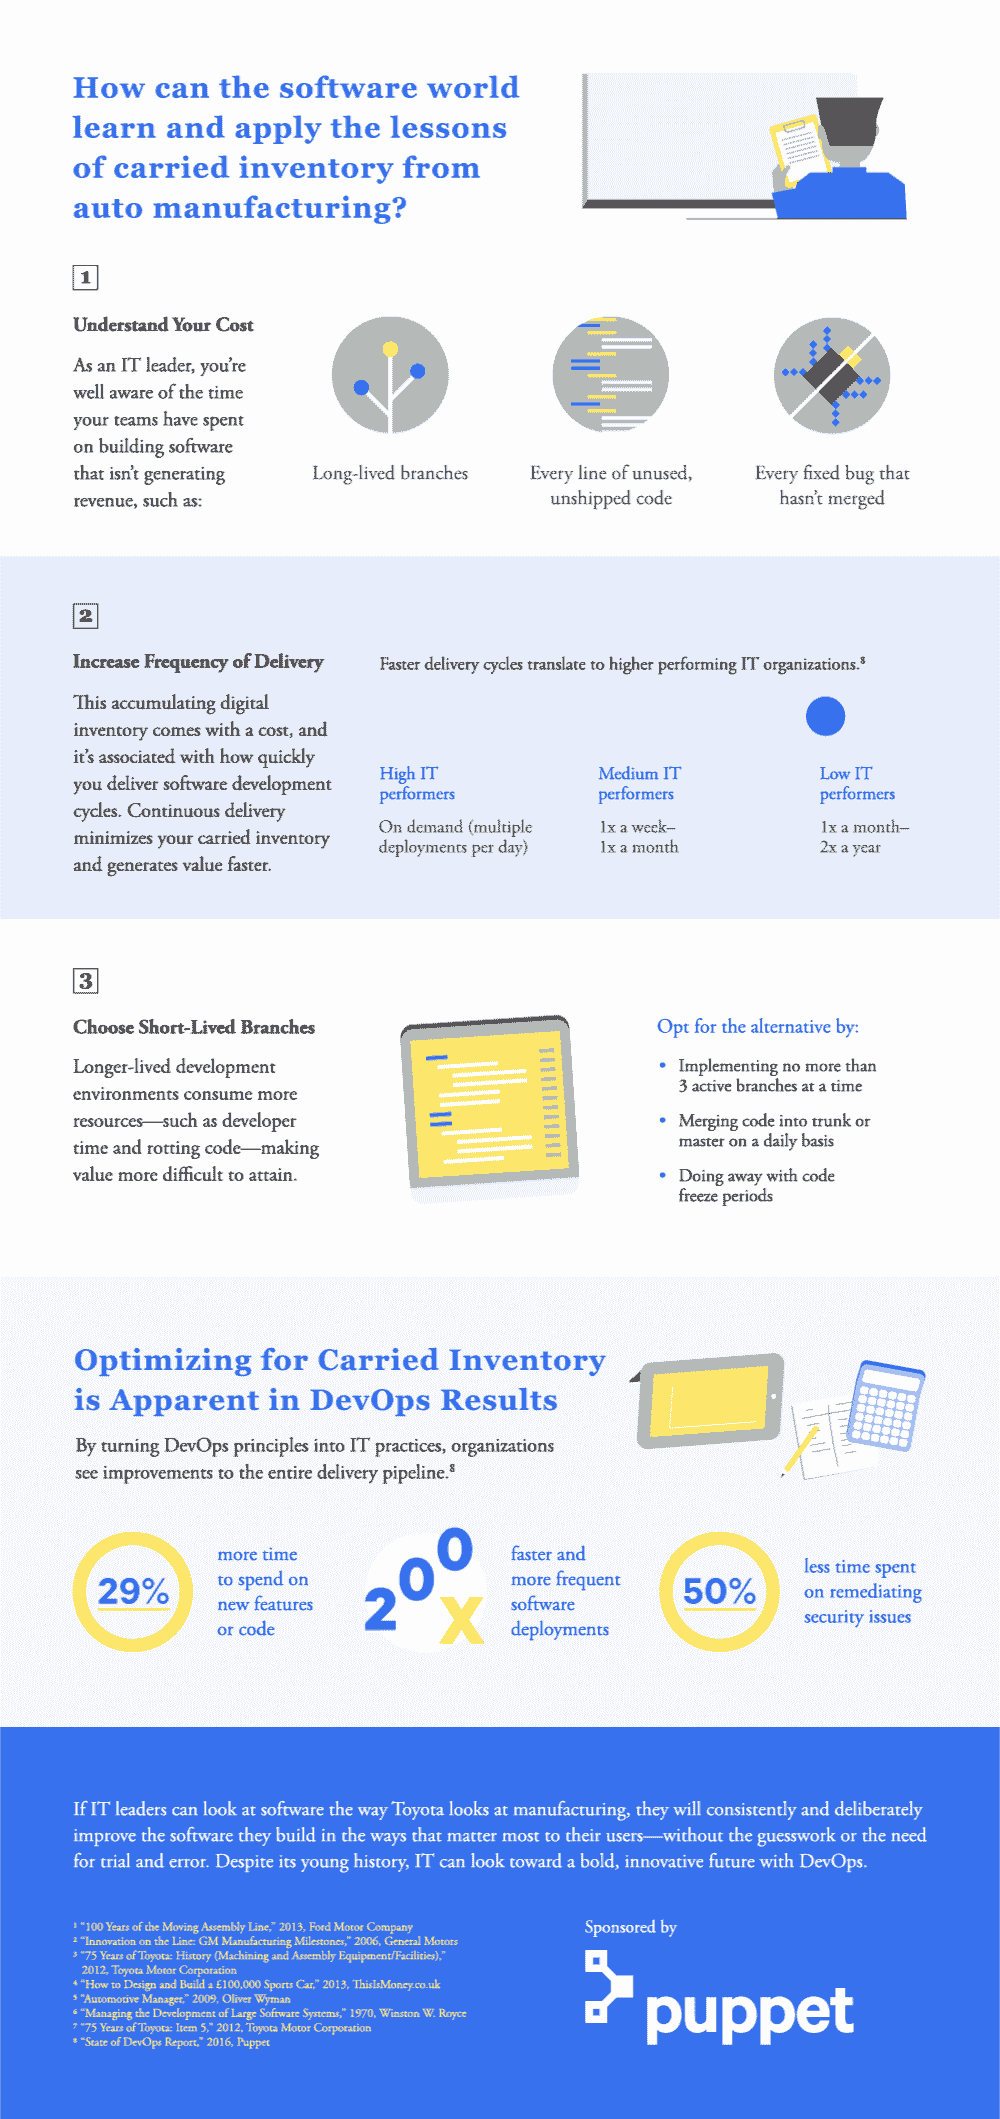 How can the software world
learn and apply the lessons
of carried inventory from
auto manufacturing?
1
Understand Your Cost
As an IT leader, you're
well aware of the time
your teams have spent
on building software
that isn't generating
revenue, such as:
Long-lived branches
Every line of unused,
unshipped code
Every fixed bug that
hasn't merged
2
Increase Frequency of Delivery
This accumulating digital
inventory comes with a cost, and
it's associated with how quickly
you deliver software development
cycles. Continuous delivery
minimizes your carried inventory
and generates value faster.
Faster delivery cycles translate to higher performing IT organizations.⁸
High IT
performers
On demand (multiple
deployments per day)
Medium IT
performers
1x a week–
1x a month
Low IT
performers
1x a month–
2x a year
3
Choose Short-Lived Branches
Longer-lived development
environments consume more
resources—such as developer
time and rotting code—making
value more difficult to attain.
Opt for the alternative by:
• Implementing no more than
3 active branches at a time
• Merging code into trunk or
master on a daily basis
• Doing away with code
freeze periods
Optimizing for Carried Inventory
is Apparent in DevOps Results
By turning DevOps principles into IT practices, organizations
see improvements to the entire delivery pipeline.⁸
29%
more time
to spend on
new features
or code
200x
faster and
more frequent
software
deployments
50%
less time spent
on remediating
security issues
If IT leaders can look at software the way Toyota looks at manufacturing, they will consistently and deliberately
improve the software they build in the ways that matter most to their users—without the guesswork or the need
for trial and error. Despite its young history, IT can look toward a bold, innovative future with DevOps.
¹ "100 Years of the Moving Assembly Line," 2013, Ford Motor Company
² "Innovation on the Line: GM Manufacturing Milestones," 2006, General Motors
³ "75 Years of Toyota: History (Machining and Assembly Equipment/Facilities),"
2012, Toyota Motor Corporation
⁴ "How to Design and Build a £100,000 Sports Car," 2013, ThisIsMoney.co.uk
⁵ "Automotive Manager," 2009, Oliver Wyman
⁶ "Managing the Development of Large Software Systems," 1970, Winston W. Royce
⁷ "75 Years of Toyota: Item 5," 2012, Toyota Motor Corporation
⁸ "State of DevOps Report," 2016, Puppet
Sponsored by
puppet